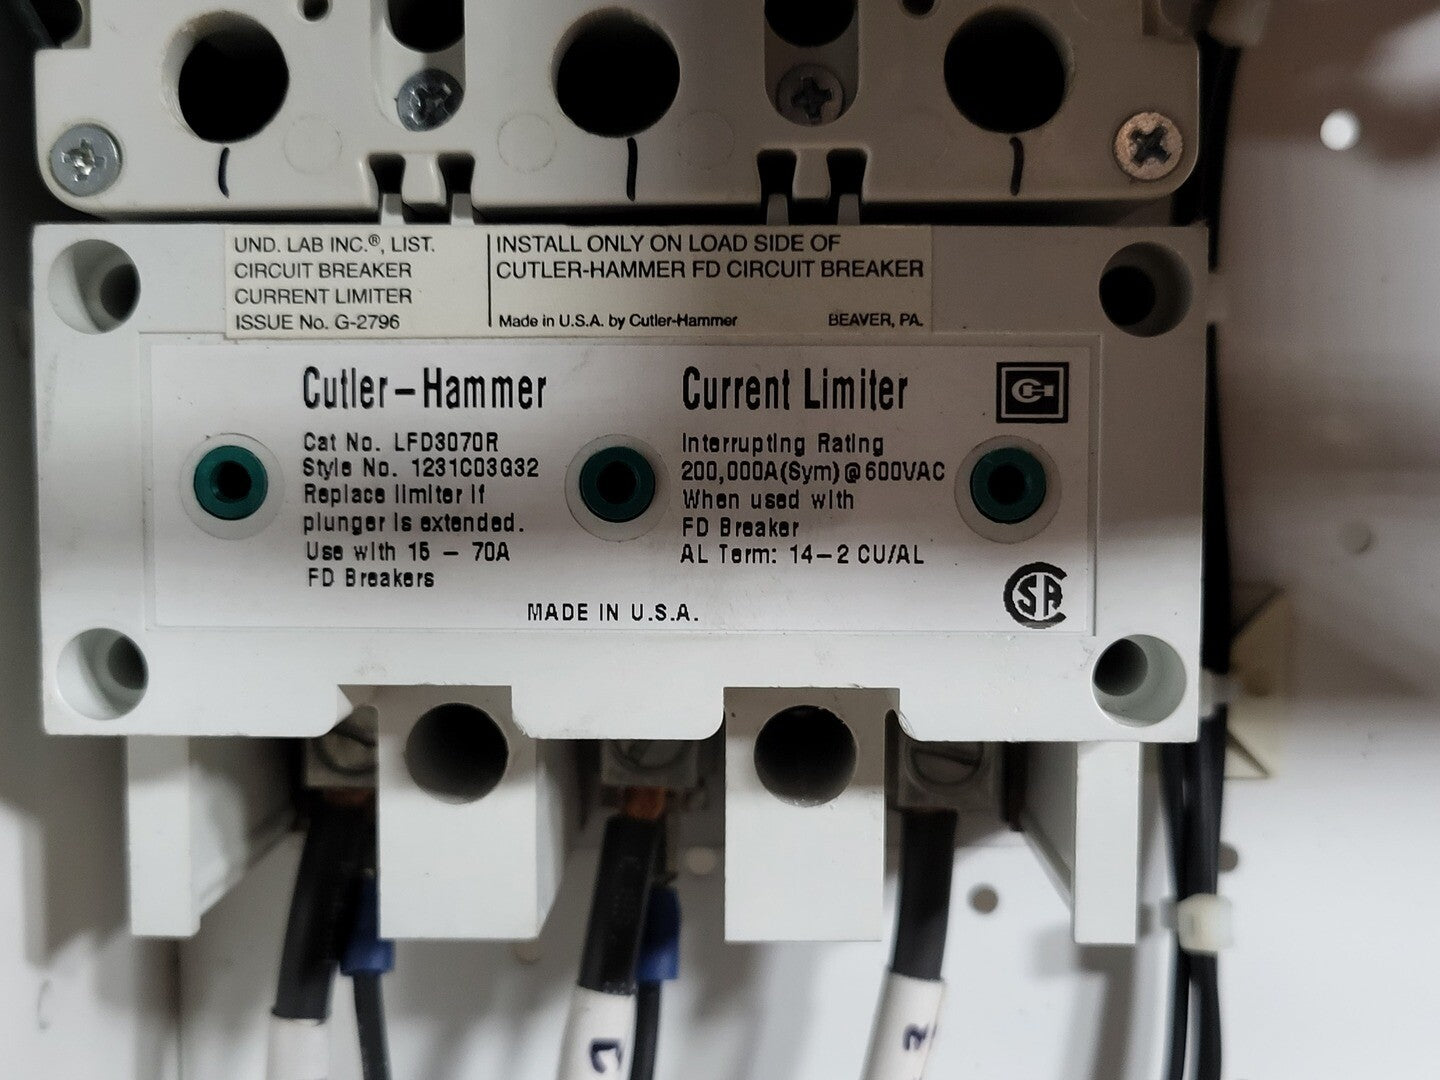 UND. LAB INC.®, LIST.
CIRCUIT BREAKER
CURRENT LIMITER
ISSUE No. G-2796
INSTALL ONLY ON LOAD SIDE OF
CUTLER-HAMMER FD CIRCUIT BREAKER
Made in U.S.A. by Cutler-Hammer BEAVER, PA.
Cutler-Hammer
Cat No. LFD3070R
Style No. 1231C03G32
Replace limiter if
plunger is extended.
Use with 15 - 70A
FD Breakers
Current Limiter
Interrupting Rating
200,000A(Sym)@600VAC
When used with
FD Breaker
AL Term: 14-2 CU/AL
MADE IN U.S.A.
CH
SA